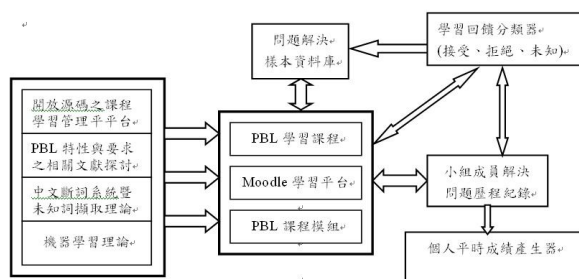 問題解決
樣本資料庫
學習回饋分類器
(接受、拒絕、未知)
開放源碼之課程
學習管理平平台
PBL 特性與要求
之相關文獻探討
中文斷詞系統暨
未知詞擷取理論
機器學習理論
PBL 學習課程
Moodle 學習平台
PBL 課程模組
小組成員解決
問題歷程紀錄
個人平時成績產生器